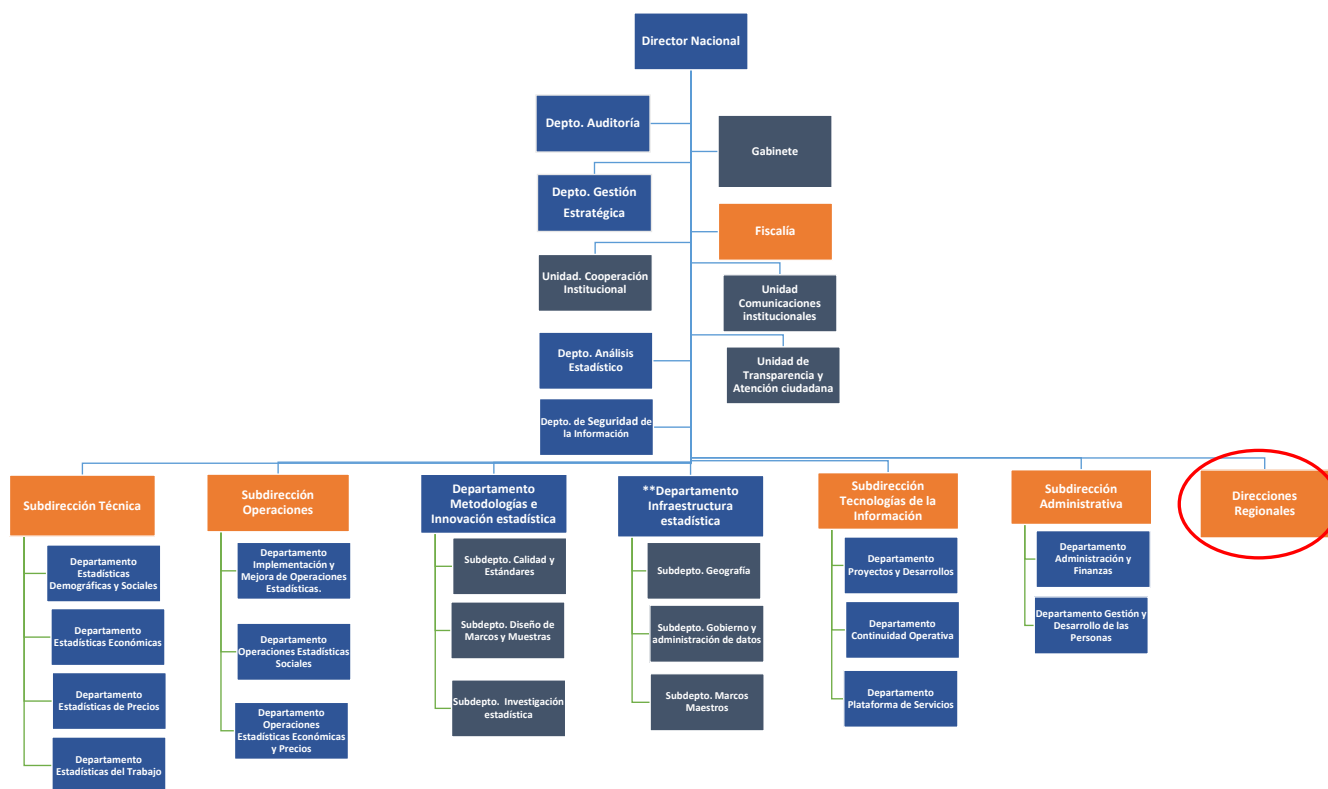 Director Nacional
Depto. Auditoría
Gabinete
Depto. Gestión
Estratégica
Fiscalía
Unidad. Cooperación
Institucional
Unidad
Comunicaciones
institucionales
Depto. Análisis
Estadístico
Unidad de
Transparencia y
Atención ciudadana
Depto. de Seguridad de
la Información
Subdirección Técnica
Departamento
Estadísticas
Demográficas y Sociales
Departamento
Estadísticas Económicas
Departamento
Estadísticas de Precios
Departamento
Estadísticas del Trabajo
Subdirección
Operaciones
Departamento
Implementación y
Mejora de Operaciones
Estadísticas.
Departamento
Operaciones Estadísticas
Sociales
Departamento
Operaciones
Estadísticas Económicas
y Precios
Departamento
Metodologías e
Innovación estadística
Subdepto. Calidad y
Estándares
Subdepto. Diseño de
Marcos y Muestras
Subdepto. Investigación
estadística
**Departamento
Infraestructura
estadística
Subdepto. Geografía
Subdepto. Gobierno y
administración de datos
Subdepto. Marcos
Maestros
Subdirección
Tecnologías de la
Información
Departamento
Proyectos y Desarrollos
Departamento
Continuidad Operativa
Departamento
Plataforma de Servicios
Subdirección
Administrativa
Departamento
Administración y
Finanzas
Departamento Gestión y
Desarrollo de las
Personas
Direcciones
Regionales